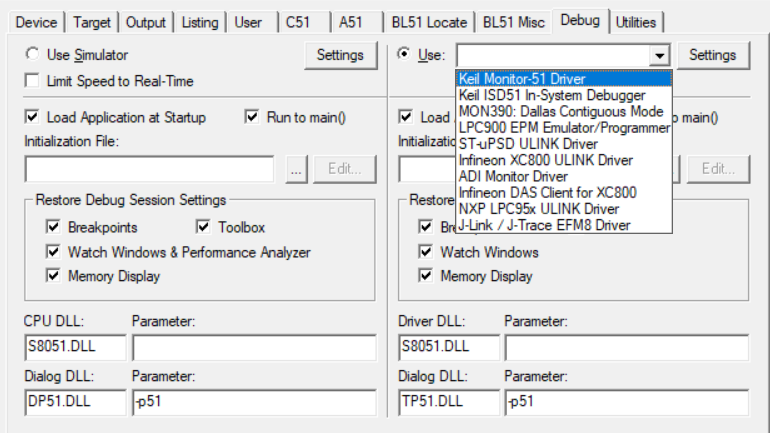 Device Target Output Listing User C51 A51 BL51 Locate BL51 Misc Debug Utilities
Use Simulator Settings
Limit Speed to Real-Time
Load Application at Startup Run to main()
Initialization File:
... Edit...
Restore Debug Session Settings
Breakpoints Toolbox
Watch Windows & Performance Analyzer
Memory Display
CPU DLL: Parameter:
S8051.DLL
Dialog DLL: Parameter:
DP51.DLL -p51
Use: Settings
Keil Monitor-51 Driver
Keil ISD51 In-System Debugger
MON390: Dallas Contiguous Mode
LPC900 EPM Emulator/Programmer
ST-uPSD ULINK Driver
Infineon XC800 ULINK Driver
ADI Monitor Driver
Infineon DAS Client for XC800
NXP LPC95x ULINK Driver
J-Link / J-Trace EFM8 Driver
Load main()
Edit...
Restore
Watch Windows
Memory Display
Driver DLL: Parameter:
S8051.DLL
Dialog DLL: Parameter:
TP51.DLL -p51